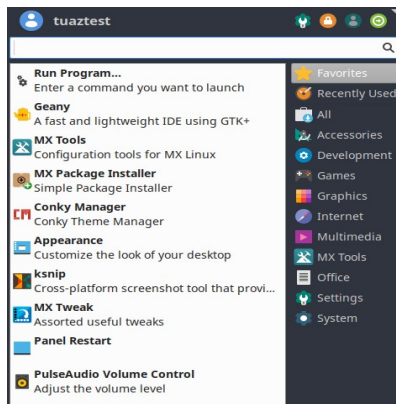 tuaztest
Run Program...
Enter a command you want to launch
Geany
A fast and lightweight IDE using GTK+
MX Tools
Configuration tools for MX Linux
MX Package Installer
Simple Package Installer
Conky Manager
Conky Theme Manager
Appearance
Customize the look of your desktop
ksnip
Cross-platform screenshot tool that provi...
MX Tweak
Assorted useful tweaks
Panel Restart
PulseAudio Volume Control
Adjust the volume level
Favorites
Recently Used
All
Accessories
Development
Games
Graphics
Internet
Multimedia
MX Tools
Office
Settings
System